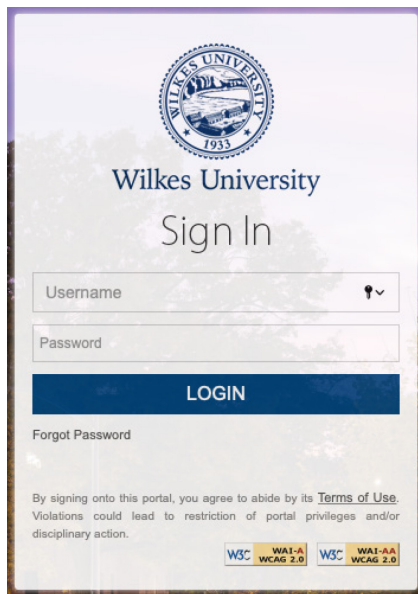 WILKES UNIVERSITY
1933
Wilkes University
Sign In
Username
Password
LOGIN
Forgot Password
By signing onto this portal, you agree to abide by its Terms of Use.
Violations could lead to restriction of portal privileges and/or
disciplinary action.
W3C WAI-A WCAG 2.0
W3C WAI-AA WCAG 2.0